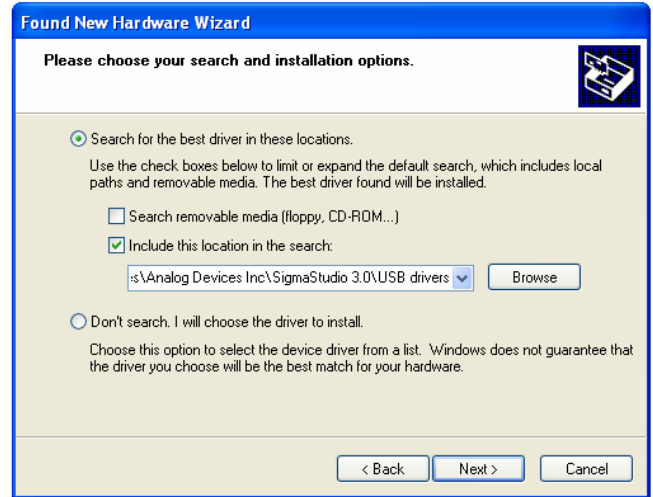 Found New Hardware Wizard
Please choose your search and installation options.
Search for the best driver in these locations.
Use the check boxes below to limit or expand the default search, which includes local
paths and removable media. The best driver found will be installed.
Search removable media (floppy, CD-ROM...)
Include this location in the search:
:s\Analog Devices Inc\SigmaStudio 3.0\USB drivers
Browse
Don't search. I will choose the driver to install.
Choose this option to select the device driver from a list.  Windows does not guarantee that
the driver you choose will be the best match for your hardware.
< Back
Next >
Cancel